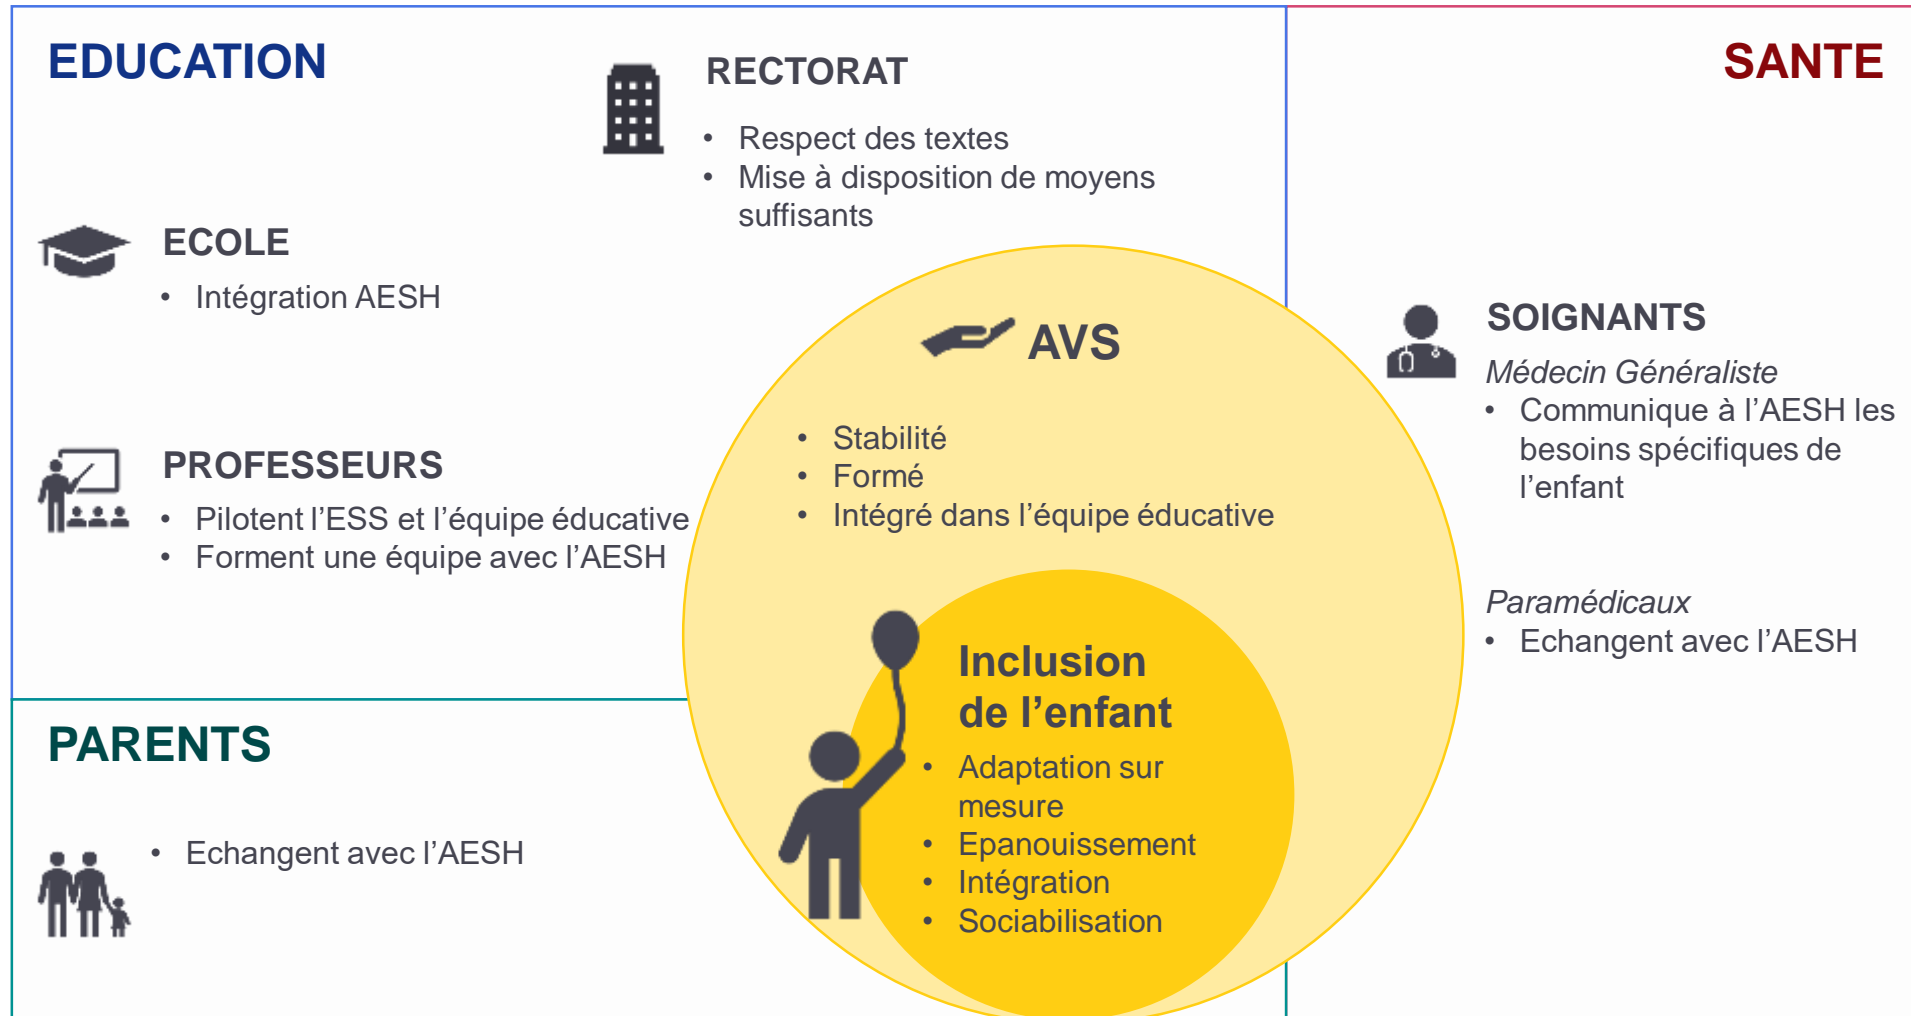 EDUCATION
RECTORAT
• Respect des textes
• Mise à disposition de moyens
suffisants
ECOLE
• Intégration AESH
PROFESSEURS
• Pilotent l’ESS et l’équipe éducative
• Forment une équipe avec l’AESH
PARENTS
• Echangent avec l’AESH
AVS
• Stabilité
• Formé
• Intégré dans l’équipe éducative
Inclusion
de l’enfant
• Adaptation sur
mesure
• Epanouissement
• Intégration
• Sociabilisation
SANTE
SOIGNANTS
Médecin Généraliste
• Communique à l’AESH les
besoins spécifiques de
l’enfant
Paramédicaux
• Echangent avec l’AESH